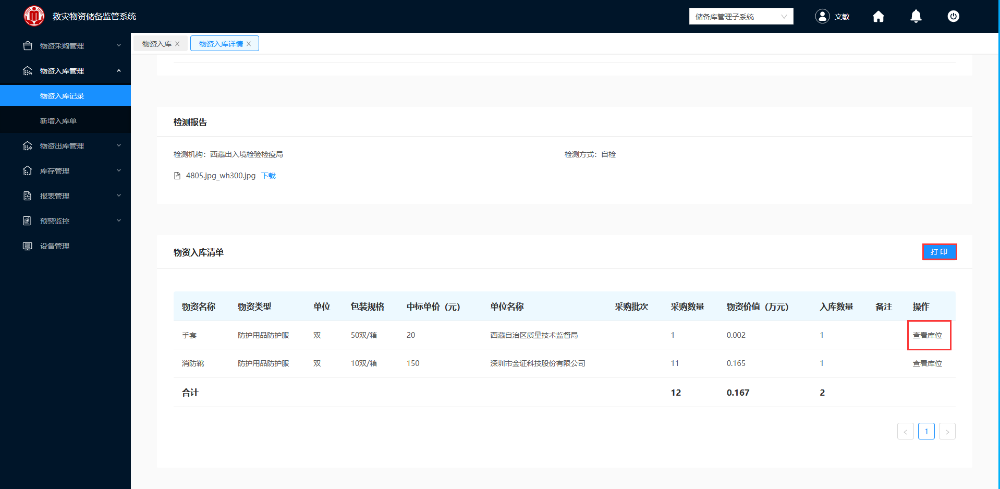 救灾物资储备监管系统
储备库管理子系统
文敏
物资采购管理
物资入库管理
物资入库记录
新增入库单
物资出库管理
库存管理
报表管理
预警监控
设备管理
物资入库 X
物资入库详情 X
检测报告
检测机构：西藏出入境检验检疫局
检测方式：自检
4805.jpg_wh300.jpg 下载
物资入库清单
打 印
物资名称 物资类型 单位 包装规格 中标单价（元） 单位名称 采购批次 采购数量 物资价值（万元） 入库数量 备注 操作
手套 防护用品防护服 双 50双/箱 20 西藏自治区质量技术监督局 1 0.002 1 查看库位
消防靴 防护用品防护服 双 10双/箱 150 深圳市金证科技股份有限公司 11 0.165 1 查看库位
合计 12 0.167 2
< 1 >